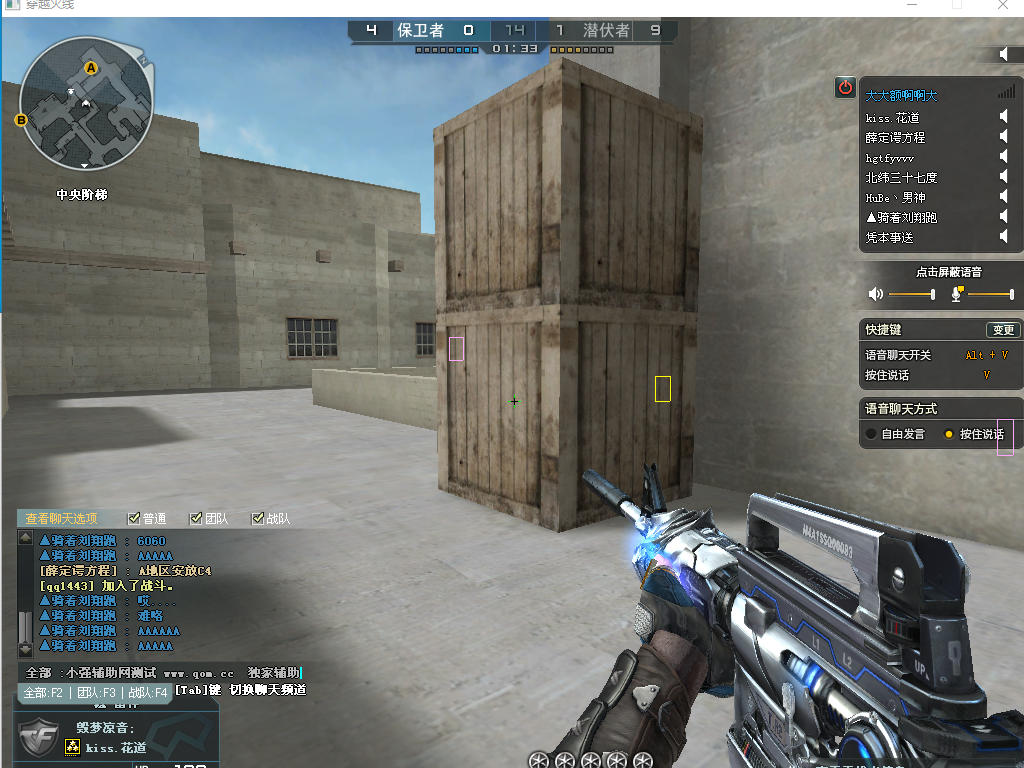 穿越火线
4 保卫者 0 14 1 潜伏者 9
01:33
N
A
B
中央阶梯
大大额啊啊大
kiss.花道
薛定谔方程
hgtfyvvv
北纬三十七度
HuBe丶男神
▲骑着刘翔跑
凭本事送
点击屏蔽语音
快捷键 变更
语音聊天开关 Alt + V
按住说话 V
语音聊天方式
自由发言 按住说话
查看聊天选项 普通 团队 战队
▲骑着刘翔跑 : 6060
▲骑着刘翔跑 : AAAAA
[薛定谔方程] : A地区安放C4
[qq1443] 加入了战斗。
▲骑着刘翔跑 : 哎....
▲骑着刘翔跑 : 难咯
▲骑着刘翔跑 : AAAAAA
▲骑着刘翔跑 : AAAAA
全部 :小强辅助网测试 www.qom.cc 独家辅助
全部:F2 | 团队:F3 | 战队:F4 [Tab]键 切换聊天频道
毁梦凉音:
kiss.花道
L1
L2
UP